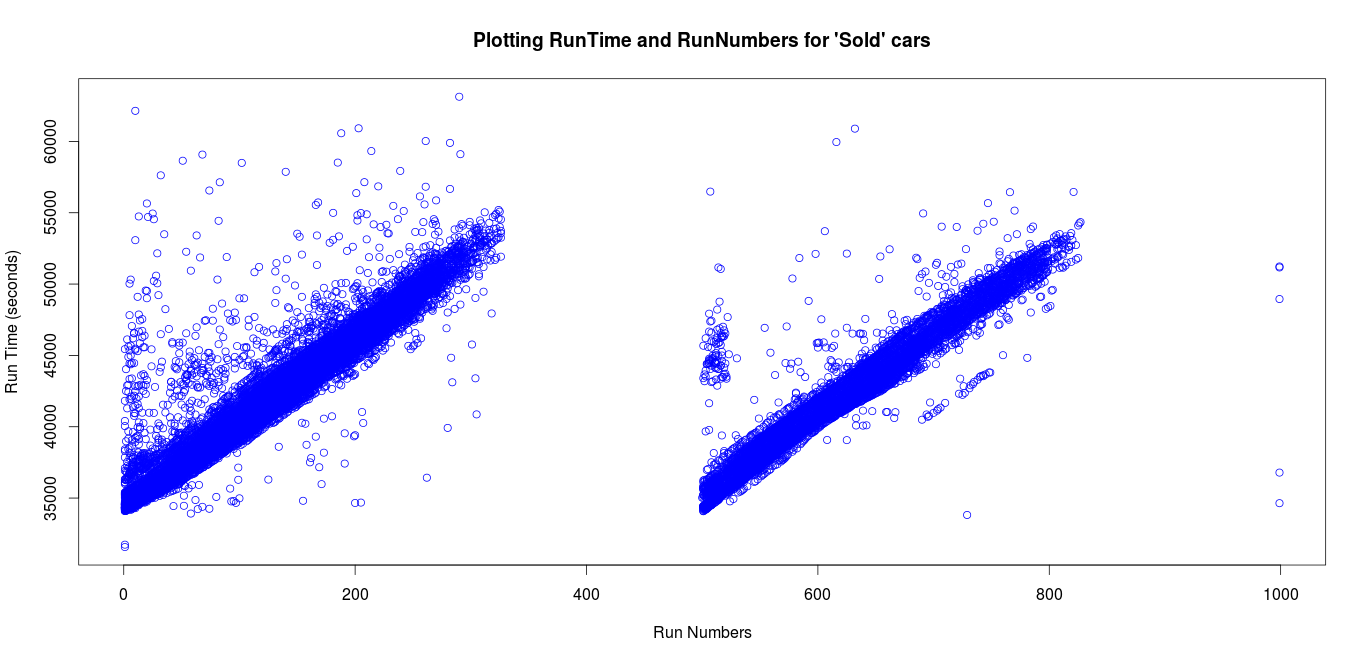 Plotting RunTime and RunNumbers for 'Sold' cars
Run Time (seconds)
60000
55000
50000
45000
40000
35000
0 200 400 600 800 1000
Run Numbers